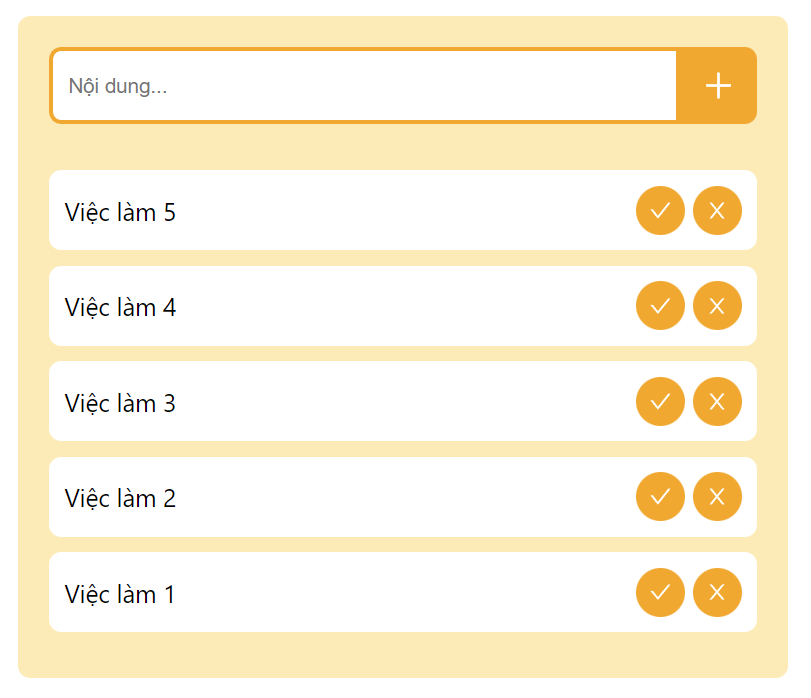 Nội dung...
Việc làm 5
Việc làm 4
Việc làm 3
Việc làm 2
Việc làm 1